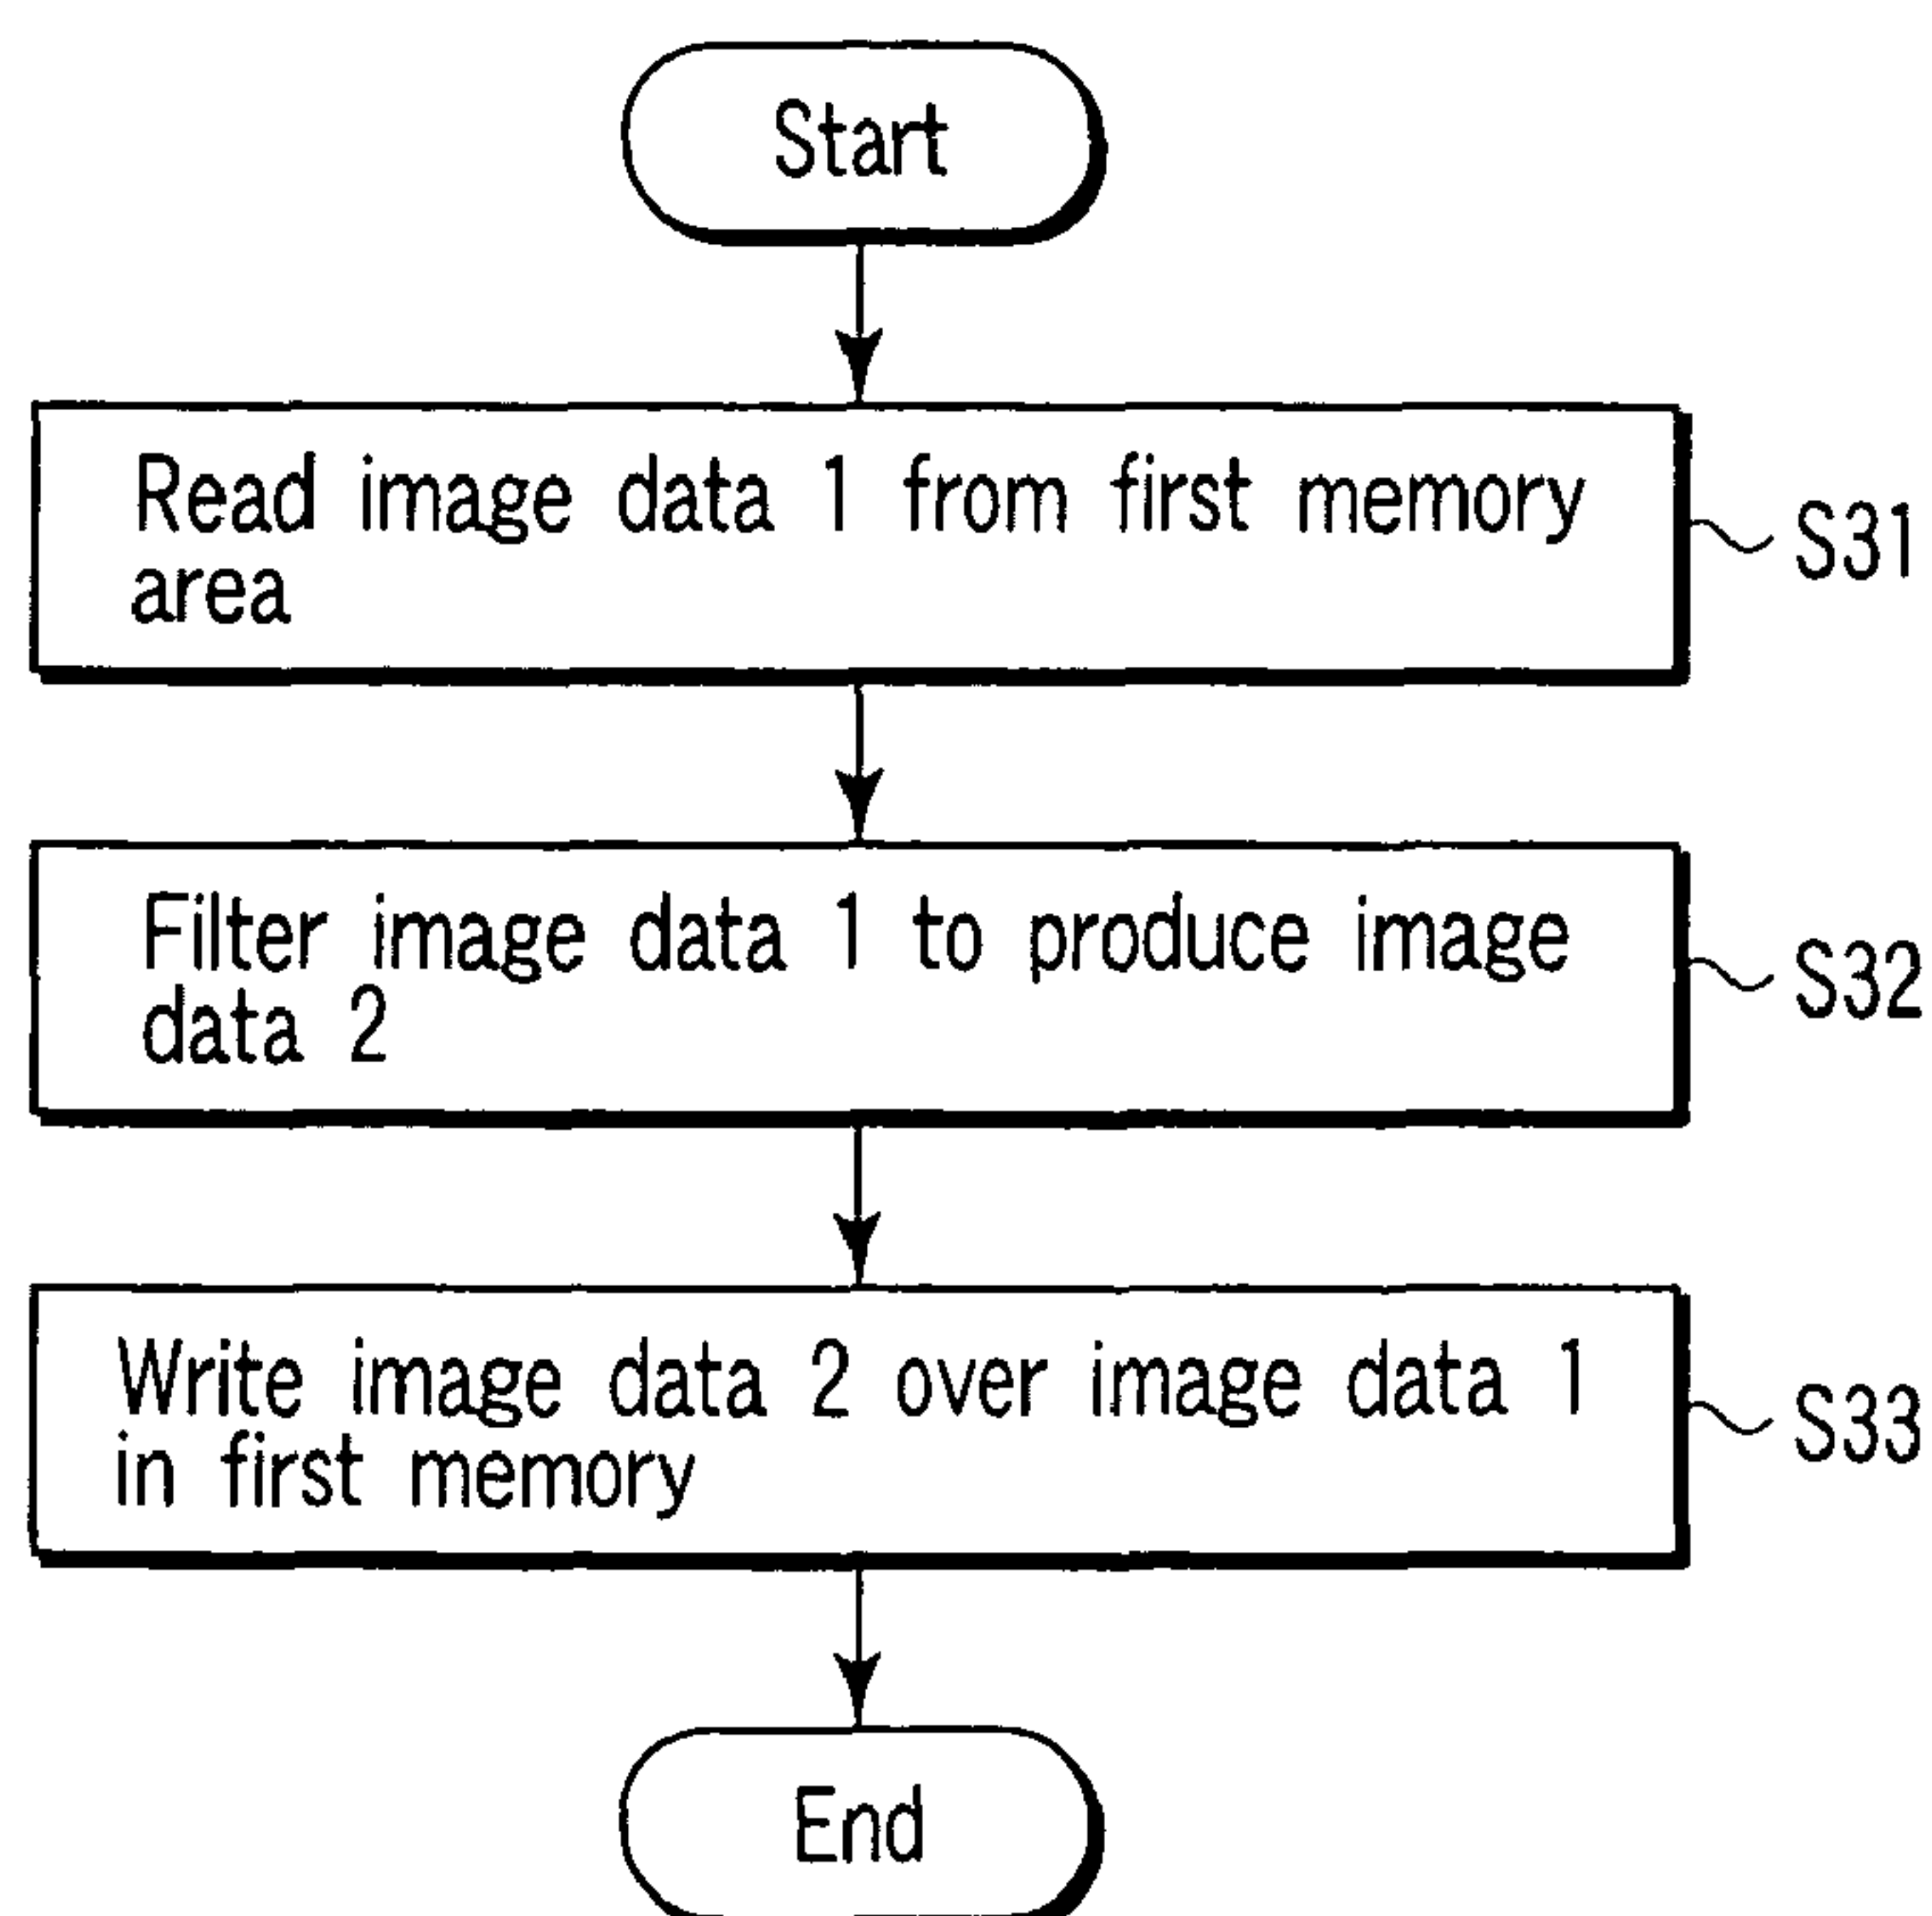 Start
Read image data 1 from first memory
area
S31
Filter image data 1 to produce image
data 2
S32
Write image data 2 over image data 1
in first memory
S33
End